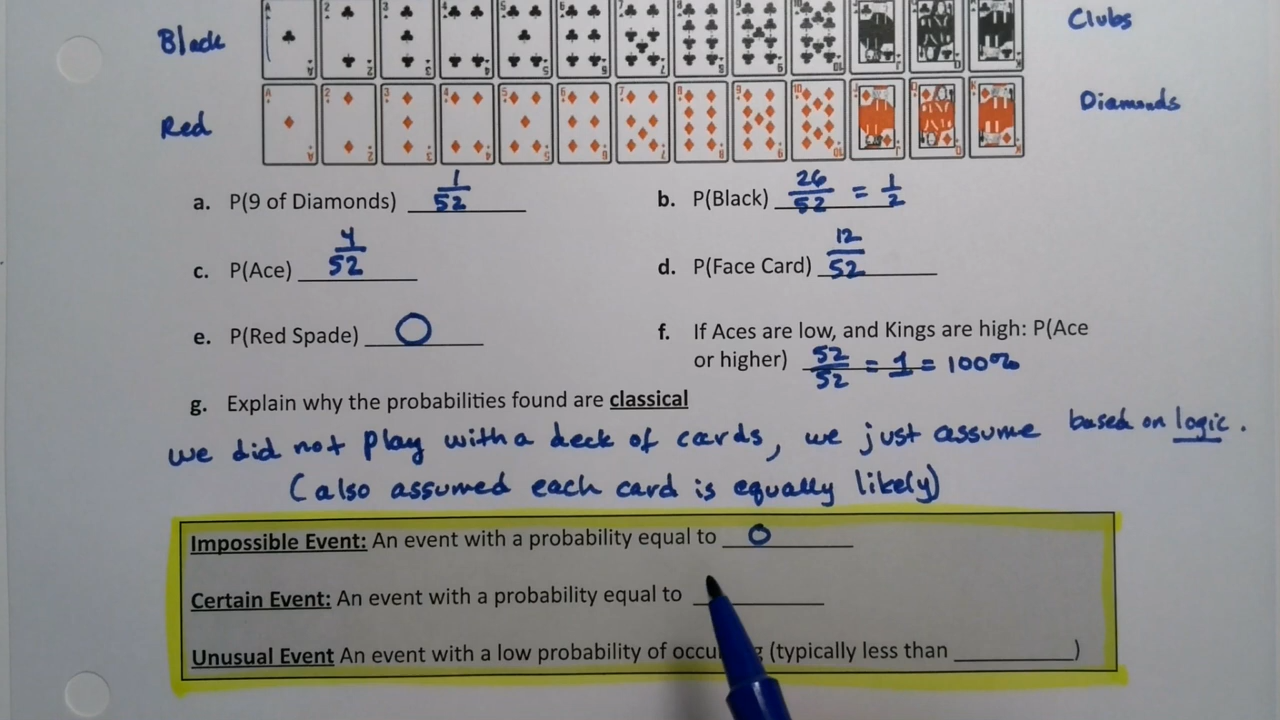 Black Clubs
Red Diamonds
a. P(9 of Diamonds) 1/52 b. P(Black) 26/52 = 1/2
c. P(Ace) 4/52 d. P(Face Card) 12/52
e. P(Red Spade) 0 f. If Aces are low, and Kings are high: P(Ace
or higher) 52/52 = 1 = 100%
g. Explain why the probabilities found are classical
we did not play with a deck of cards, we just assume based on logic.
(also assumed each card is equally likely)
Impossible Event: An event with a probability equal to 0
Certain Event: An event with a probability equal to
Unusual Event An event with a low probability of (typically less than )